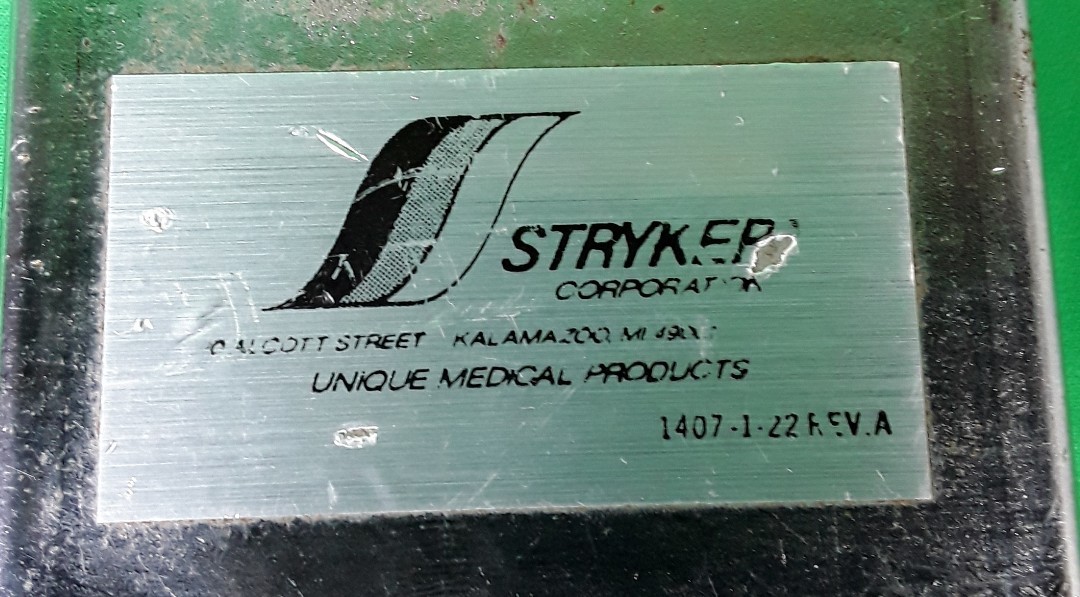 STRYKER
CORPORATION
ALCOTT STREET KALAMAZOO, MI
UNIQUE MEDICAL PRODUCTS
1407-1-22 REV.A